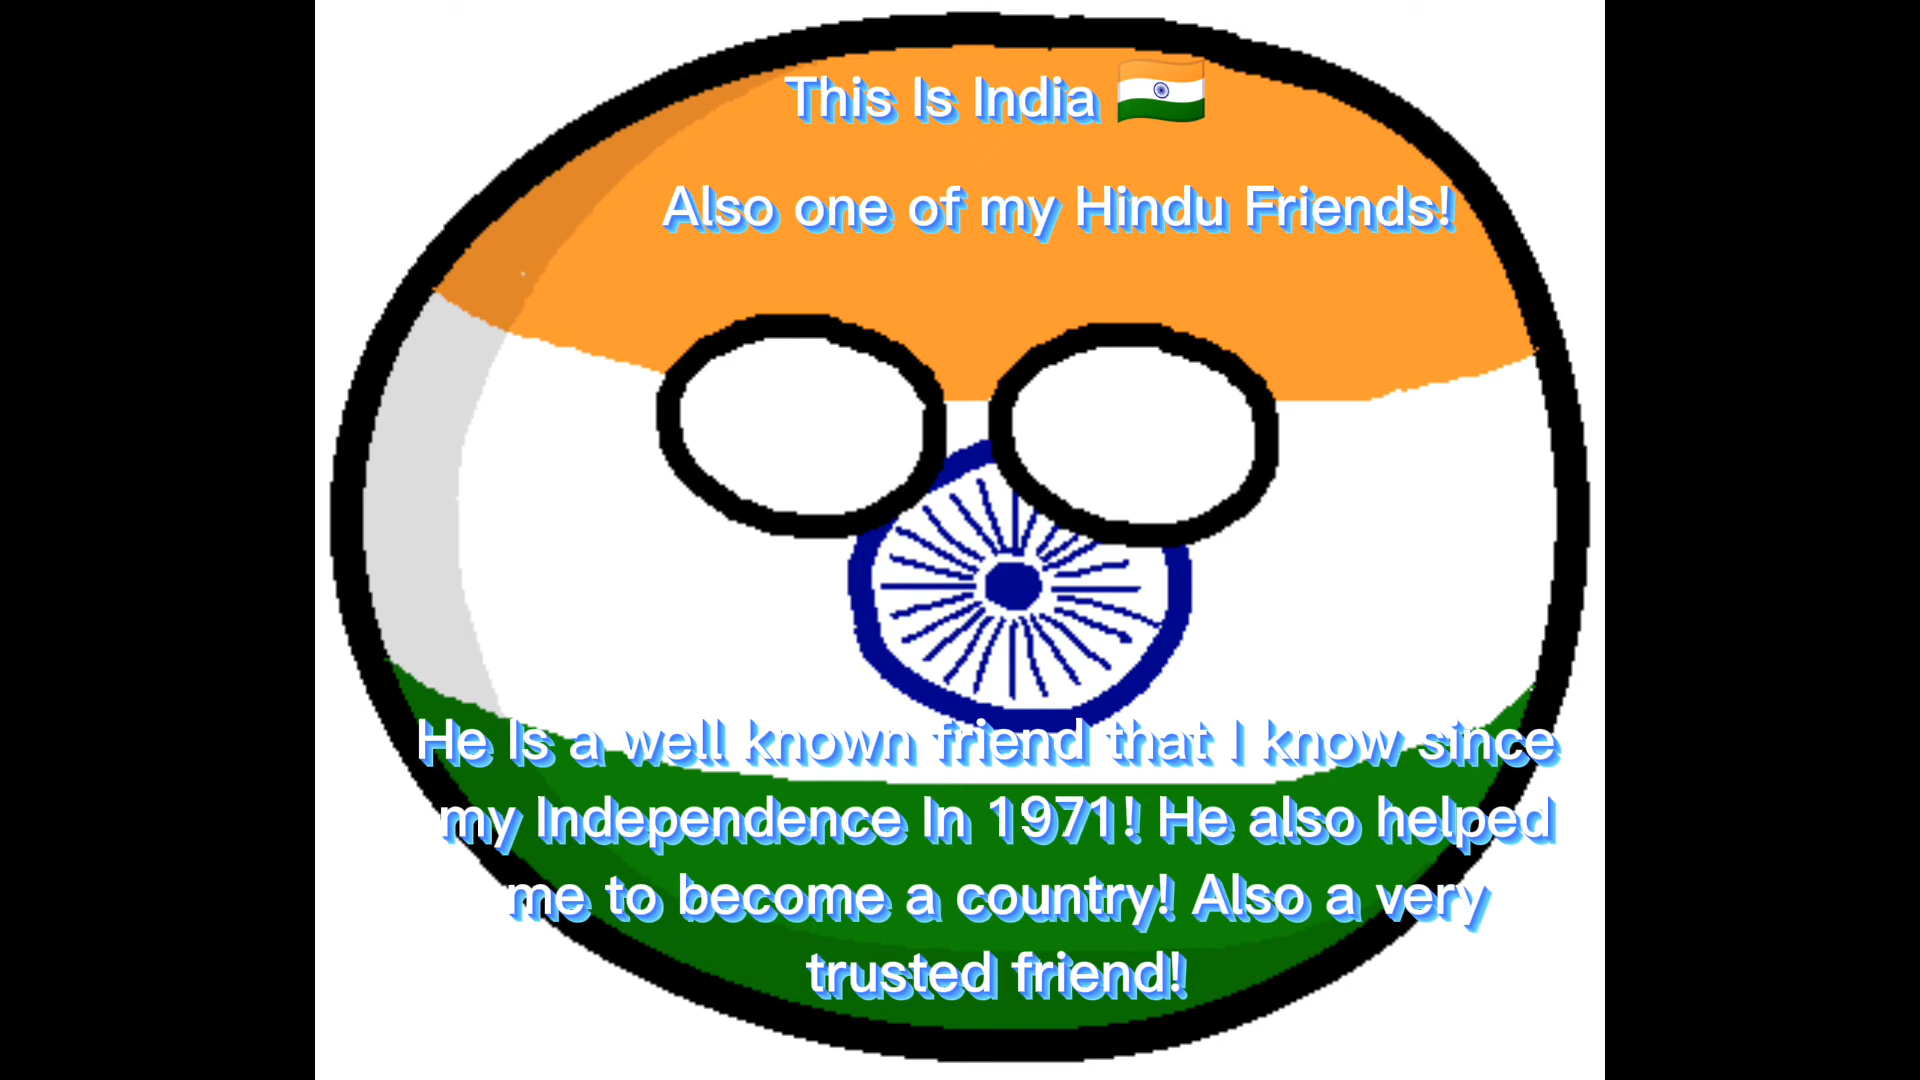 This Is India 🇮🇳
Also one of my Hindu Friends!
He Is a well known friend that I know since
my Independence In 1971! He also helped
me to become a country! Also a very
trusted friend!